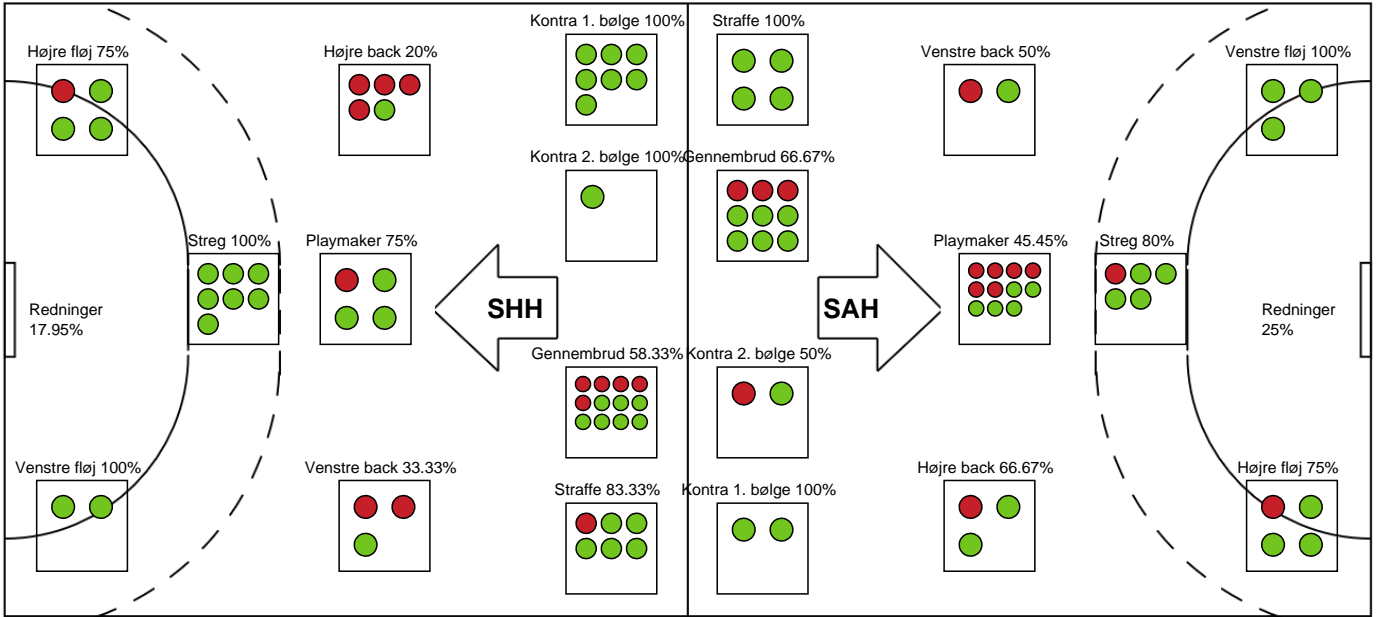 Kontra 1. bølge 100%
Straffe 100%
Højre fløj 75%
Højre back 20%
Venstre back 50%
Venstre fløj 100%
Kontra 2. bølge 100%
Gennembrud 66.67%
Streg 100%
Playmaker 75%
Playmaker 45.45%
Streg 80%
Redninger
17.95%
SHH
SAH
Redninger
25%
Gennembrud 58.33%
Kontra 2. bølge 50%
Venstre fløj 100%
Venstre back 33.33%
Højre back 66.67%
Højre fløj 75%
Straffe 83.33%
Kontra 1. bølge 100%